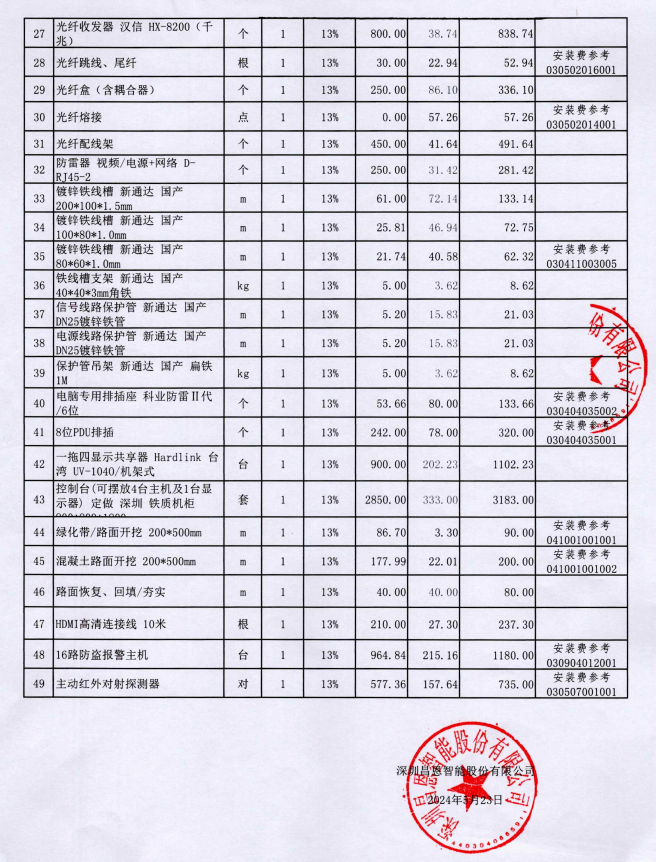 27 光纤收发器 汉信 HX-8200（千兆） 个 1 13% 800.00 38.74 838.74
28 光纤跳线、尾纤 根 1 13% 30.00 22.94 52.94 安装费参考 030502016001
29 光纤盒（含耦合器） 个 1 13% 250.00 86.10 336.10
30 光纤熔接 点 1 13% 0.00 57.26 57.26 安装费参考 030502014001
31 光纤配线架 个 1 13% 450.00 41.64 491.64
32 防雷器 视频/电源+网络 D-RJ45-2 个 1 13% 250.00 31.42 281.42
33 镀锌铁线槽 新通达 国产 200*100*1.5mm m 1 13% 61.00 72.14 133.14
34 镀锌铁线槽 新通达 国产 100*80*1.0mm m 1 13% 25.81 46.94 72.75
35 镀锌铁线槽 新通达 国产 80*60*1.0mm m 1 13% 21.74 40.58 62.32 安装费参考 030411003005
36 铁线槽支架 新通达 国产 40*40*3mm角铁 kg 1 13% 5.00 3.62 8.62
37 信号线路保护管 新通达 国产 DN25镀锌铁管 m 1 13% 5.20 15.83 21.03
38 电源线路保护管 新通达 国产 DN25镀锌铁管 m 1 13% 5.20 15.83 21.03
39 保护管吊架 新通达 国产 扁铁 1M kg 1 13% 5.00 3.62 8.62
40 电脑专用排插座 科业防雷Ⅱ代/6位 个 1 13% 53.66 80.00 133.66 安装费参考 030404035002
41 8位PDU排插 个 1 13% 242.00 78.00 320.00 安装费参考 030404035001
42 一拖四显示共享器 Hardlink 台湾 UV-1040/机架式 台 1 13% 900.00 202.23 1102.23
43 控制台(可摆放4台主机及1台显示器) 定做 深圳 铁质机柜 套 1 13% 2850.00 333.00 3183.00
44 绿化带/路面开挖 200*500mm m 1 13% 86.70 3.30 90.00 安装费参考 041001001001
45 混凝土路面开挖 200*500mm m 1 13% 177.99 22.01 200.00 安装费参考 041001001002
46 路面恢复、回填/夯实 m 1 13% 40.00 40.00 80.00
47 HDMI高清连接线 10米 根 1 13% 210.00 27.30 237.30
48 16路防盗报警主机 台 1 13% 964.84 215.16 1180.00 安装费参考 030904012001
49 主动红外对射探测器 对 1 13% 577.36 157.64 735.00 安装费参考 030507001001
份有限公司
深圳昌恩智能股份有限公司
深圳昌恩智能股份有限公司
2024年5月23日